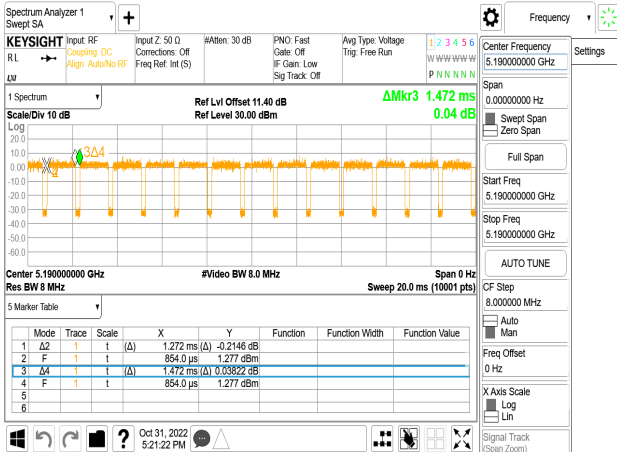 Spectrum Analyzer 1
Swept SA
Frequency
KEYSIGHT
Input: RF
Input Z: 50 Ω
#Atten: 30 dB
PNO: Fast
Avg Type: Voltage
1 2 3 4 5 6
RL
Coupling: DC
Corrections: Off
Gate: Off
Trig: Free Run
W WW WW W
Align: Auto/No RF
Freq Ref: Int (S)
IF Gain: Low
Sig Track: Off
P N N N N N
LXI
1 Spectrum
Ref Lvl Offset 11.40 dB
ΔMkr3 1.472 ms
Scale/Div 10 dB
Ref Level 30.00 dBm
0.04 dB
Log
20.0
10.0
0.00
-10.0
-20.0
-30.0
-40.0
-50.0
-60.0
3Δ4
Center 5.190000000 GHz
#Video BW 8.0 MHz
Span 0 Hz
Res BW 8 MHz
Sweep 20.0 ms (10001 pts)
5 Marker Table
Mode Trace Scale X Y Function Function Width Function Value
1 Δ2 1 t (Δ) 1.272 ms (Δ) -0.2146 dB
2 F 1 t 854.0 µs 1.277 dBm
3 Δ4 1 t (Δ) 1.472 ms (Δ) 0.03822 dB
4 F 1 t 854.0 µs 1.277 dBm
5
6
?
Oct 31, 2022
5:21:22 PM
Center Frequency
5.190000000 GHz
Settings
Span
0.00000000 Hz
Swept Span
Zero Span
Full Span
Start Freq
5.190000000 GHz
Stop Freq
5.190000000 GHz
AUTO TUNE
CF Step
8.000000 MHz
Auto
Man
Freq Offset
0 Hz
X Axis Scale
Log
Lin
Signal Track
(Span Zoom)